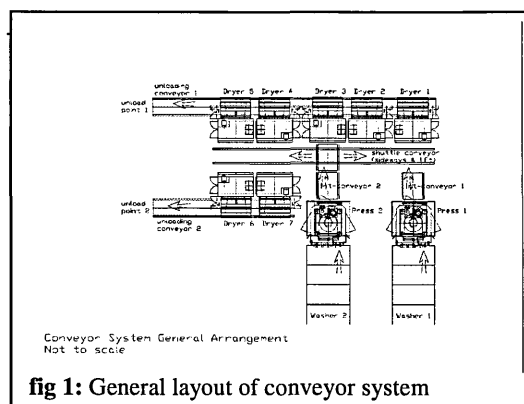 unloading
conveyor 1
Dryer 5
Dryer 4
Dryer 3
Dryer 2
Dryer 1
unload
point 1
shuttle conveyor
(sideways &
conveyor 2
conveyor 1
unload
point 2
unloading
conveyor 2
Dryer 6
Dryer 7
Press 2
Press 1
Washer 2
Washer 1
Conveyor System General Arrangement
Not to scale
fig 1: General layout of conveyor system